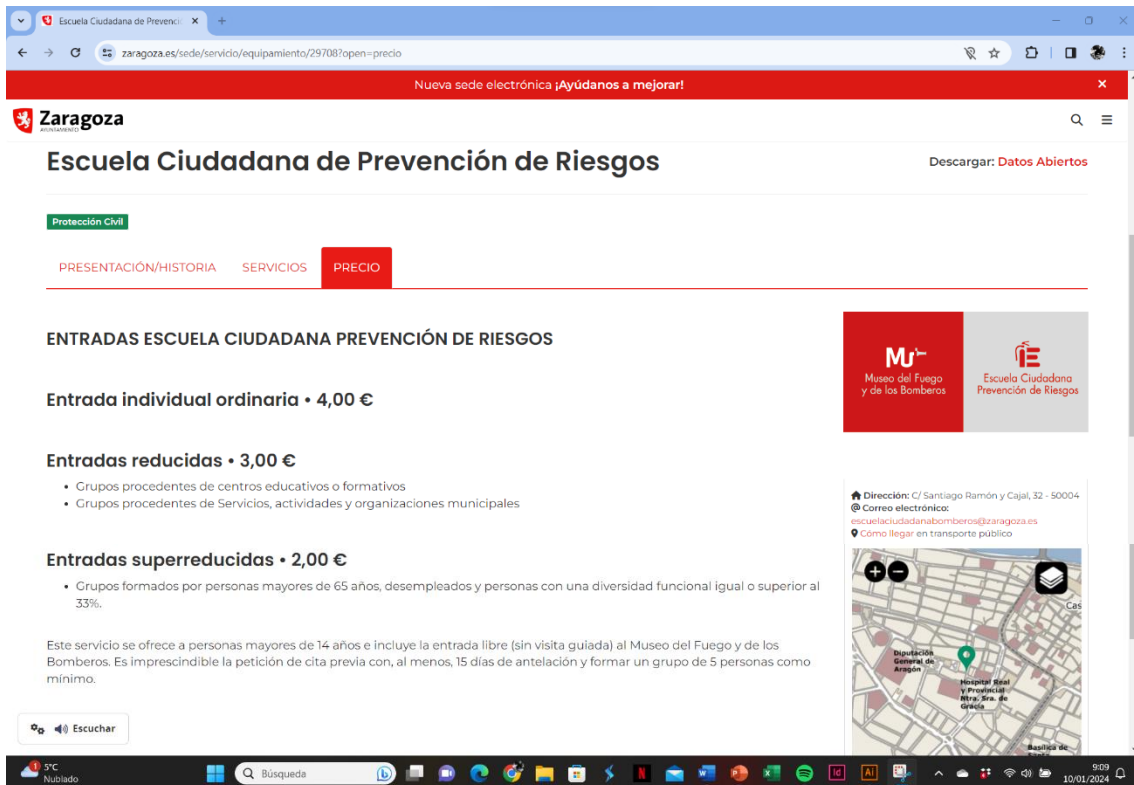 Escuela Ciudadana de Prevenció
zaragoza.es/sede/servicio/equipamiento/29708?open=precio
Nueva sede electrónica ¡Ayúdanos a mejorar!
Zaragoza
AYUNTAMIENTO
Escuela Ciudadana de Prevención de Riesgos
Descargar: Datos Abiertos
Protección Civil
PRESENTACIÓN/HISTORIA SERVICIOS PRECIO
ENTRADAS ESCUELA CIUDADANA PREVENCIÓN DE RIESGOS
Entrada individual ordinaria • 4,00 €
Entradas reducidas • 3,00 €
• Grupos procedentes de centros educativos o formativos
• Grupos procedentes de Servicios, actividades y organizaciones municipales
Entradas superreducidas • 2,00 €
• Grupos formados por personas mayores de 65 años, desempleados y personas con una diversidad funcional igual o superior al
33%.
Este servicio se ofrece a personas mayores de 14 años e incluye la entrada libre (sin visita guiada) al Museo del Fuego y de los
Bomberos. Es imprescindible la petición de cita previa con, al menos, 15 días de antelación y formar un grupo de 5 personas como
mínimo.
Museo del Fuego
y de los Bomberos
Escuela Ciudadana
Prevención de Riesgos
Dirección: C/ Santiago Ramón y Cajal, 32 - 50004
@ Correo electrónico:
escuelaciudadanabomberos@zaragoza.es
Cómo llegar en transporte público
Cas
Diputación
General de
Aragón
Hospital Real
y Provincial
Ntra. Sra. de
Gracia
Basílica de
Escuchar
1
5°C
Nublado
Búsqueda
9:09
10/01/2024